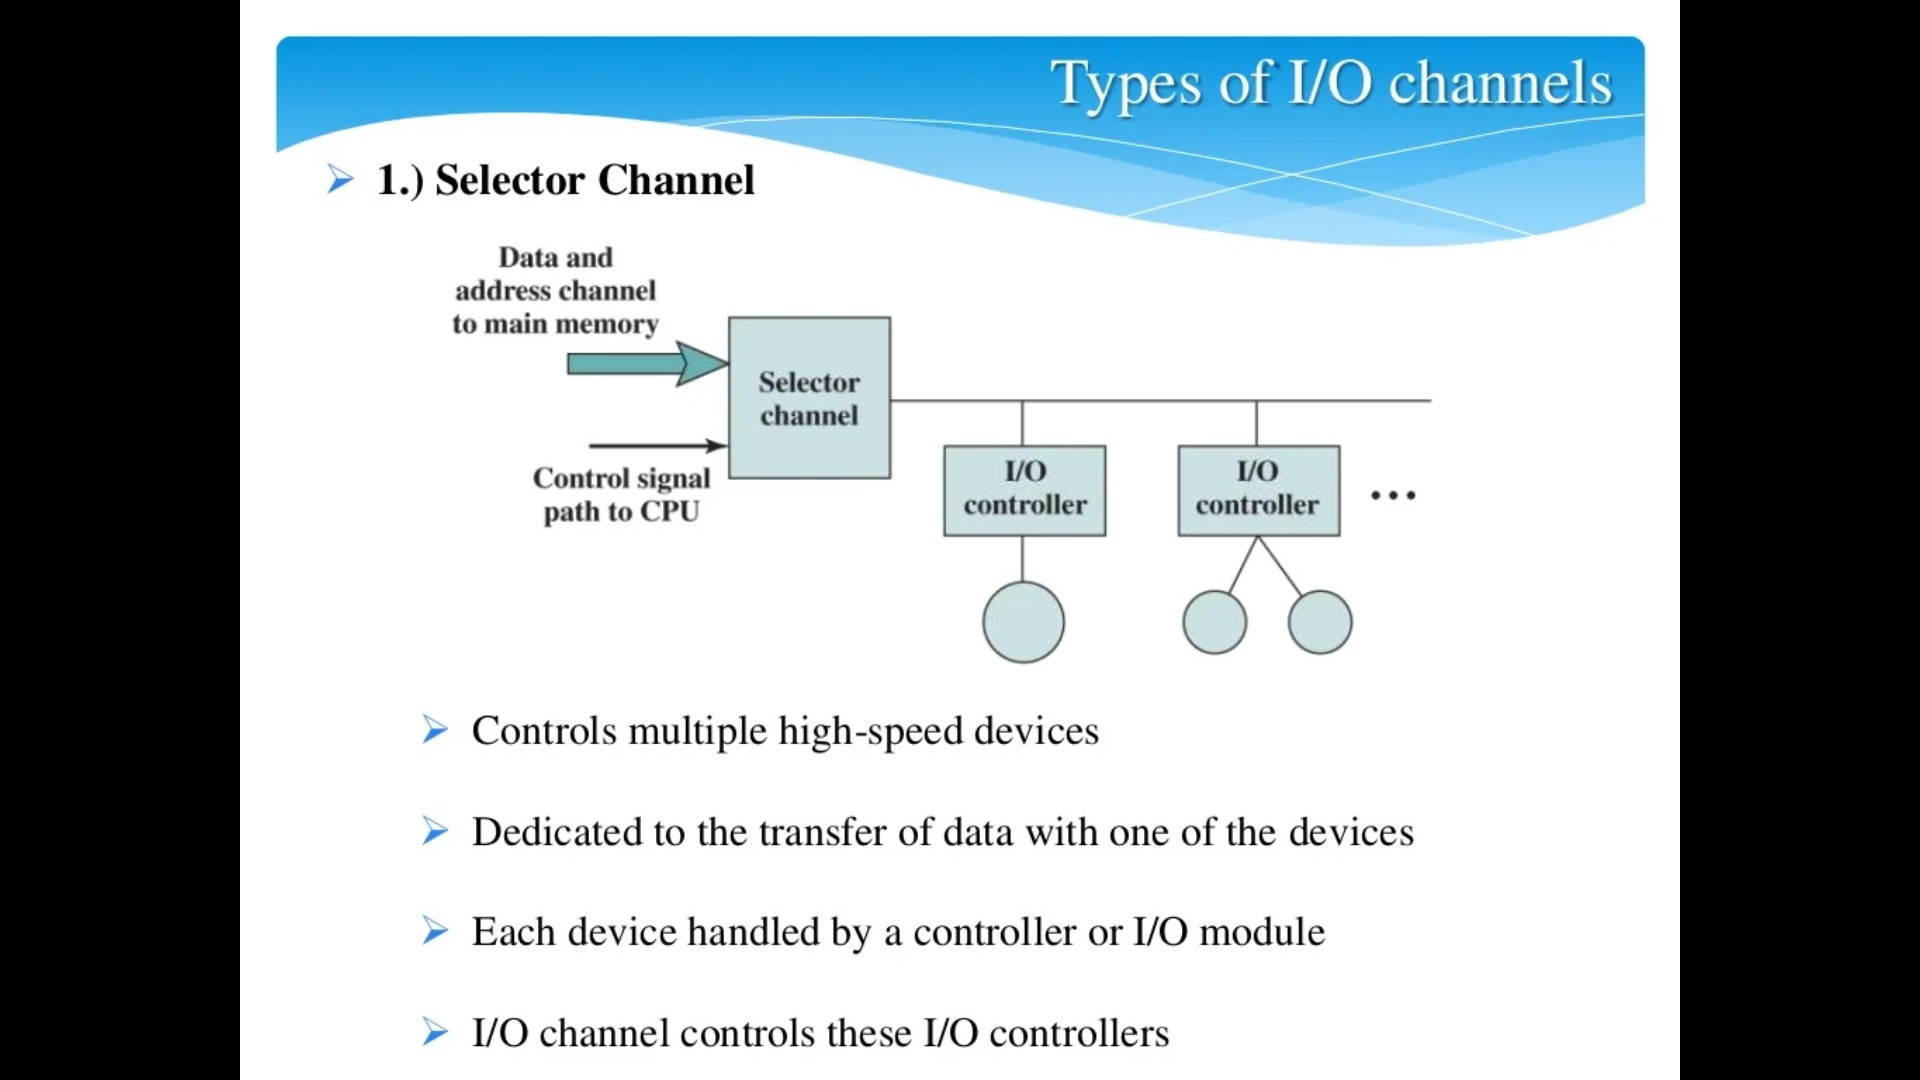 Types of I/O channels
1.) Selector Channel
Data and
address channel
to main memory
Selector
channel
Control signal
path to CPU
I/O
controller
I/O
controller
•••
Controls multiple high-speed devices
Dedicated to the transfer of data with one of the devices
Each device handled by a controller or I/O module
I/O channel controls these I/O controllers